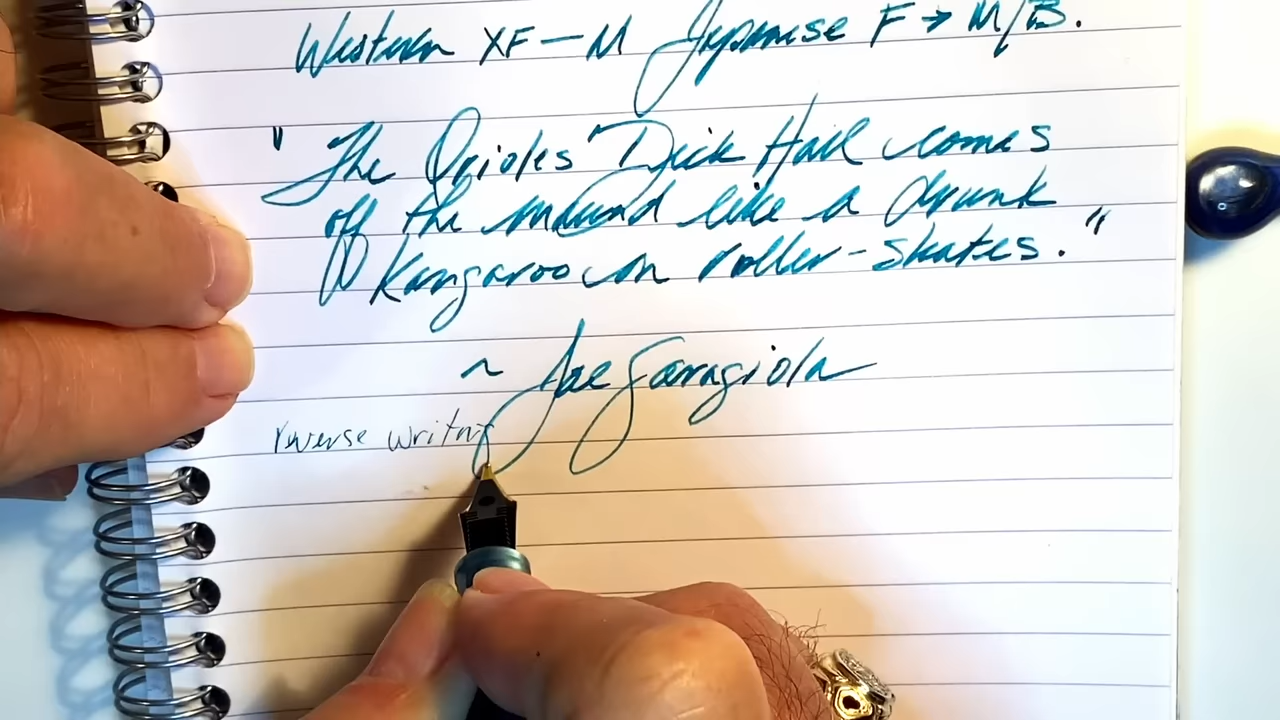 Western XF — M Japanese F → M/B.
" The Orioles Dick Hall comes
off the mound like a drunk
Kangaroo on roller-skates."
~ Joe Garagiola
reverse writing